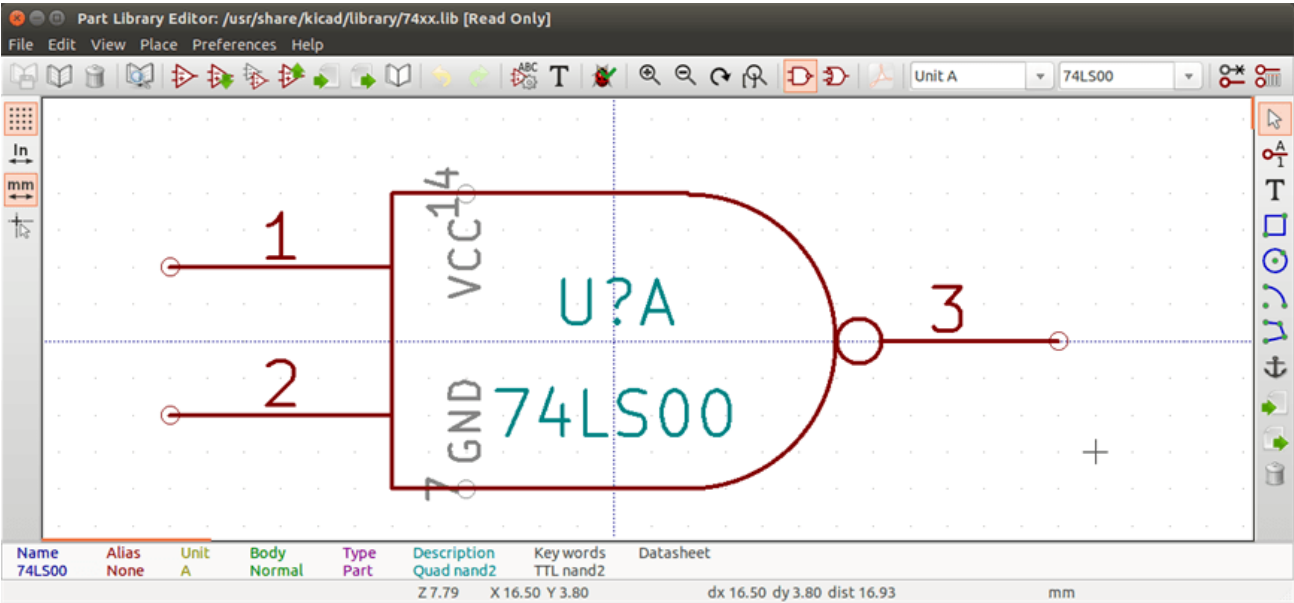 Part Library Editor: /usr/share/kicad/library/74xx.lib [Read Only]
File Edit View Place Preferences Help
ABC T Unit A 74LS00
In
A
1
mm
T
14
VCC
1
U?A
3
2
GND
74LS00
7
Name Alias Unit Body Type Description Key words Datasheet
74LS00 None A Normal Part Quad nand2 TTL nand2
Z 7.79 X 16.50 Y 3.80 dx 16.50 dy 3.80 dist 16.93 mm